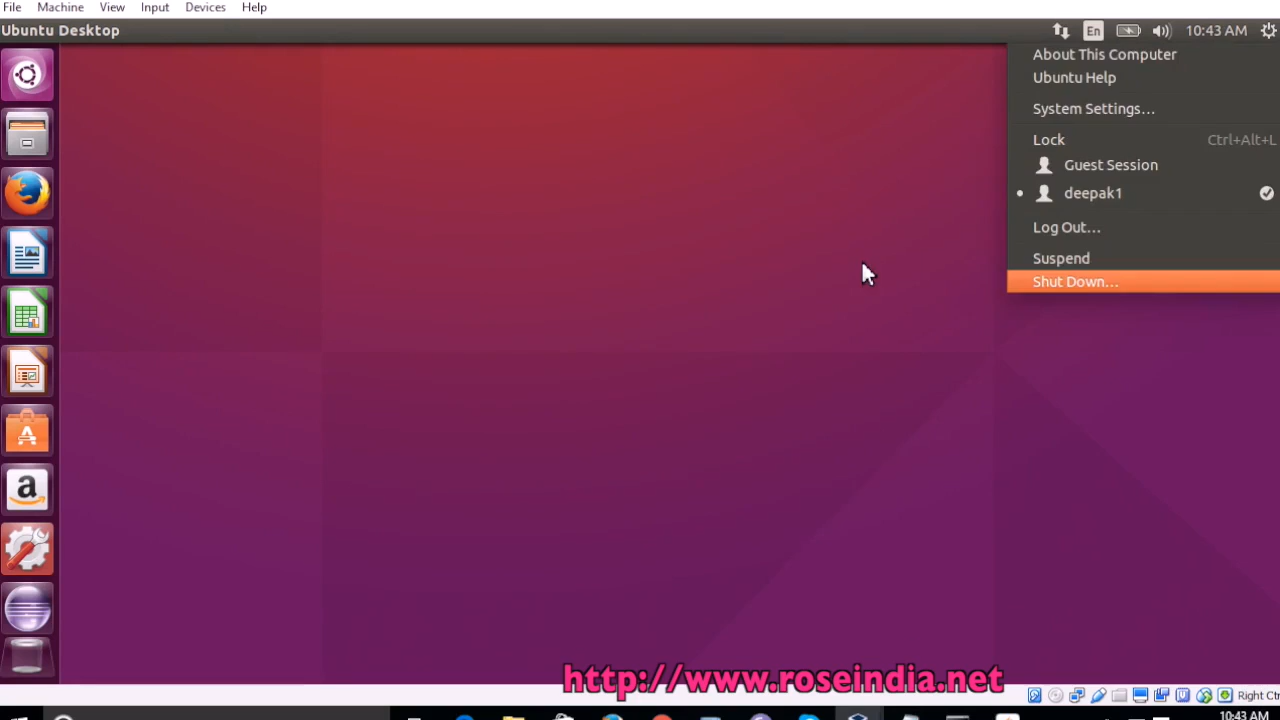 File Machine View Input Devices Help
Ubuntu Desktop En 10:43 AM
About This Computer
Ubuntu Help
System Settings...
Lock Ctrl+Alt+L
Guest Session
deepak1
Log Out...
Suspend
Shut Down...
a
http://www.roseindia.net
Right Ctr
10:43 AM